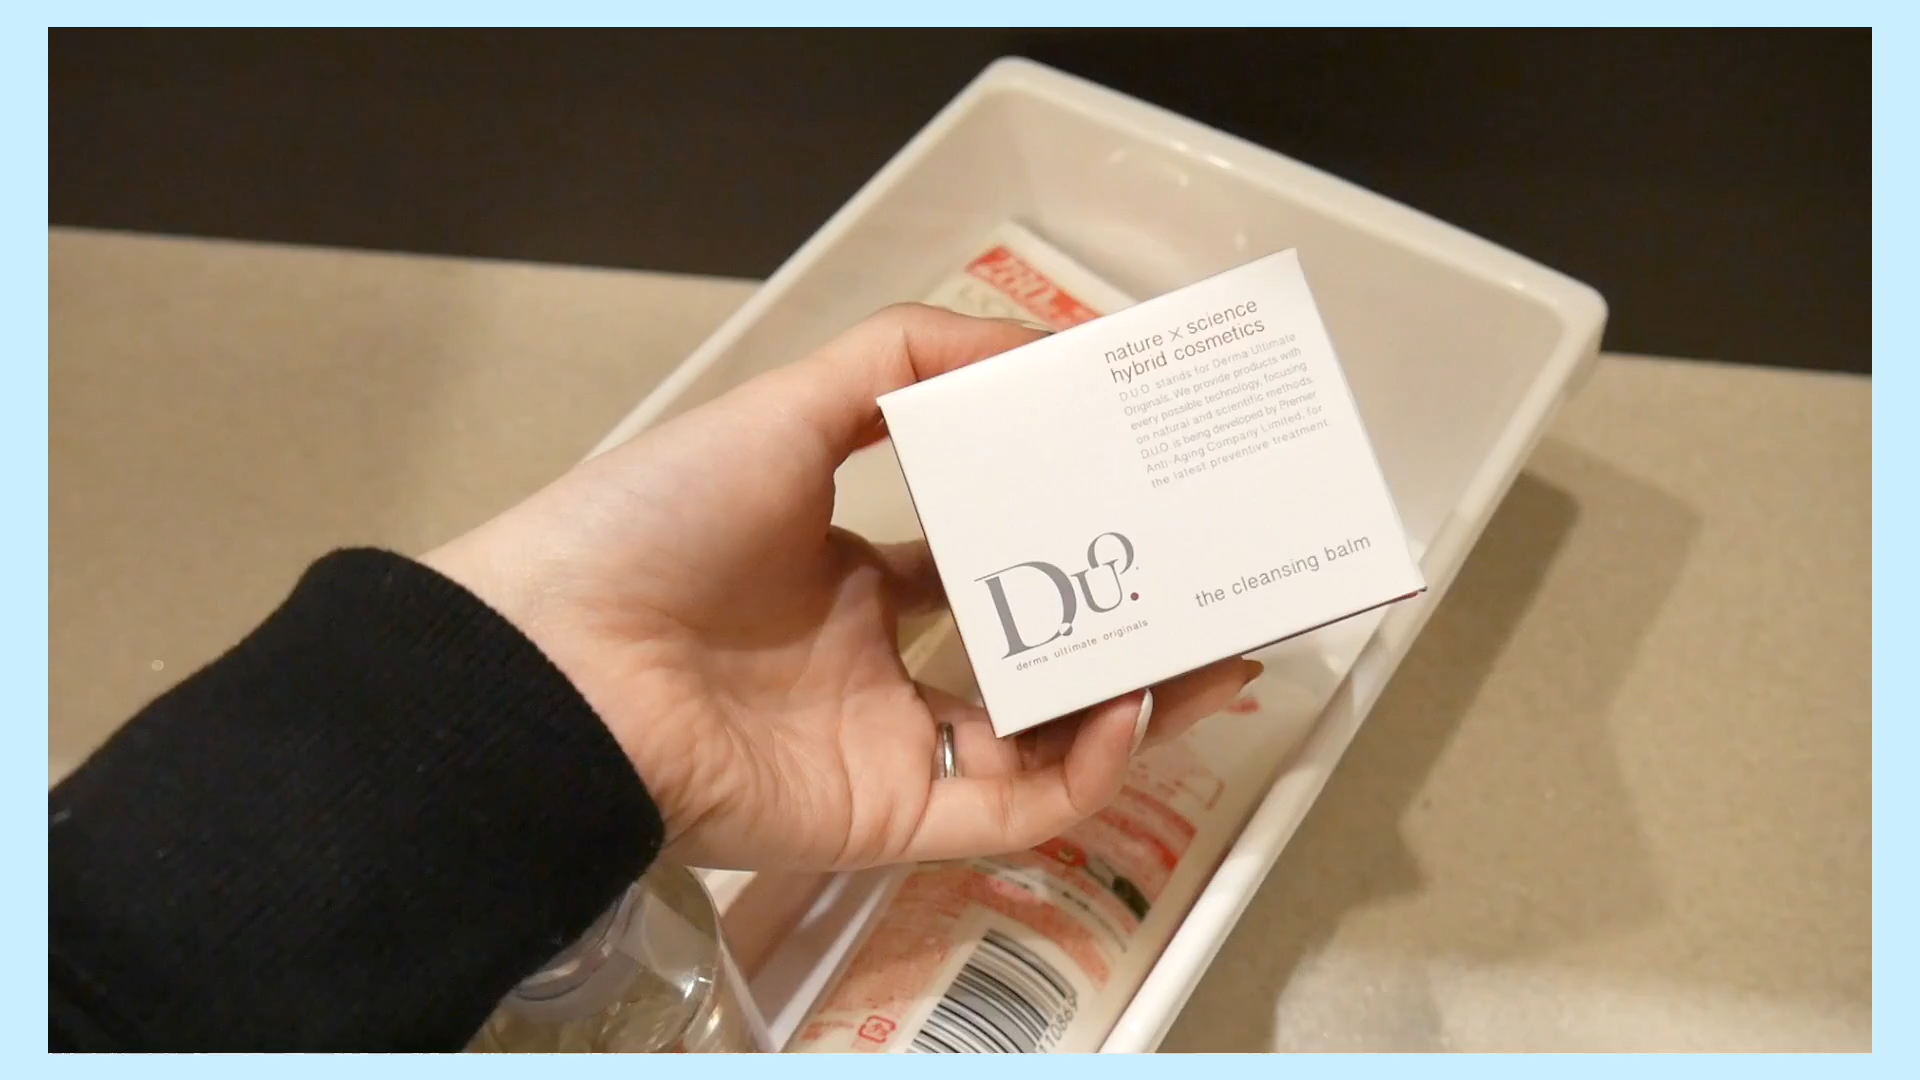 nature × science
hybrid cosmetics
D.U.O. stands for Derma Ultimate
Originals. We provide products with
every possible technology, focusing
on natural and scientific methods.
D.U.O. is being developed by Premier
Anti-Aging Company Limited, for
the latest preventive treatment.
D.U.O.
derma ultimate originals
the cleansing balm